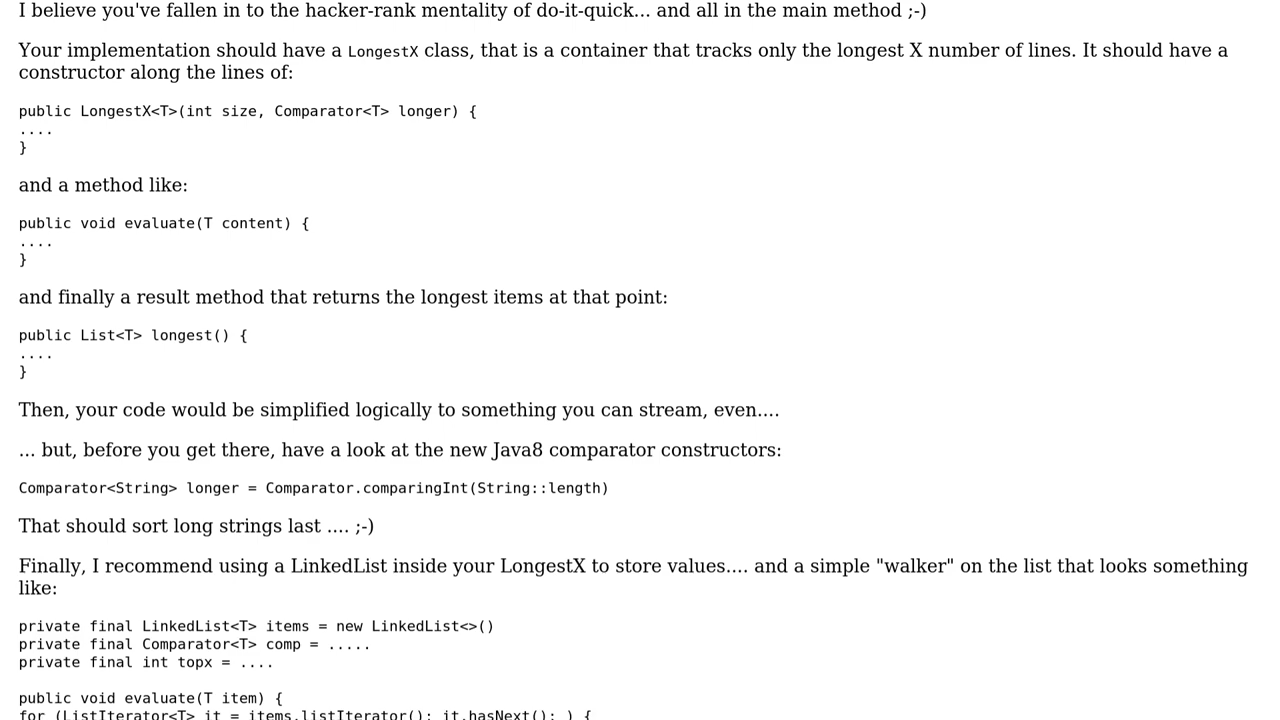 I believe you've fallen in to the hacker-rank mentality of do-it-quick... and all in the main method ;-)
Your implementation should have a LongestX class, that is a container that tracks only the longest X number of lines. It should have a
constructor along the lines of:
public LongestX<T>(int size, Comparator<T> longer) {
....
}
and a method like:
public void evaluate(T content) {
....
}
and finally a result method that returns the longest items at that point:
public List<T> longest() {
....
}
Then, your code would be simplified logically to something you can stream, even....
... but, before you get there, have a look at the new Java8 comparator constructors:
Comparator<String> longer = Comparator.comparingInt(String::length)
That should sort long strings last .... ;-)
Finally, I recommend using a LinkedList inside your LongestX to store values.... and a simple "walker" on the list that looks something
like:
private final LinkedList<T> items = new LinkedList<>()
private final Comparator<T> comp = .....
private final int topx = ....
public void evaluate(T item) {
for (ListIterator<T> it = items.listIterator(); it.hasNext(); ) {